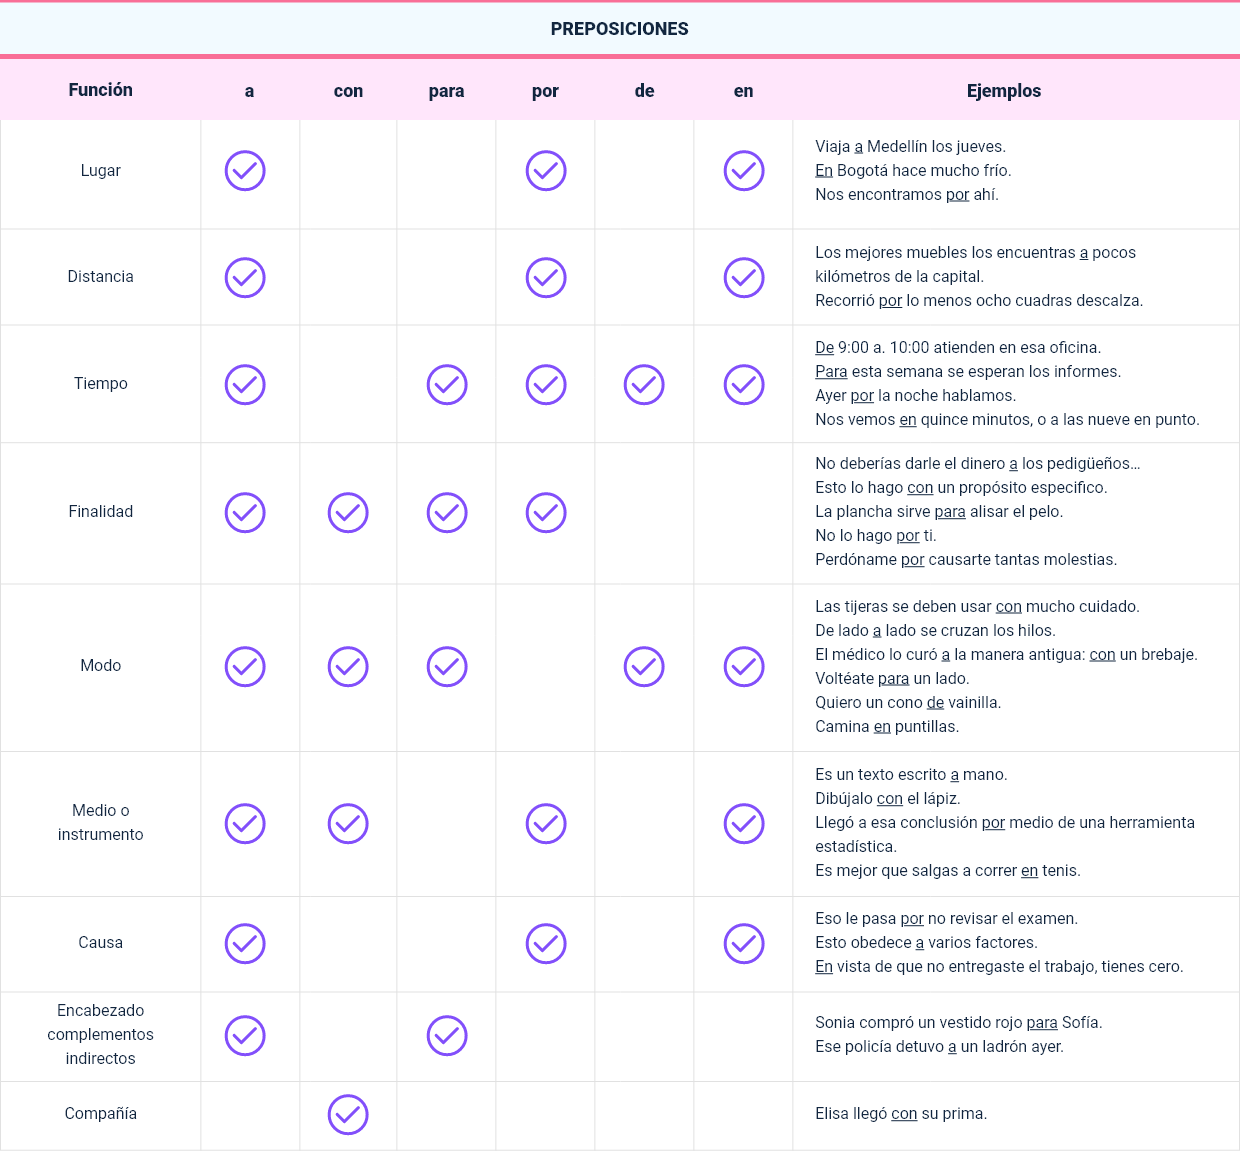 PREPOSICIONES
Función a con para por de en Ejemplos
Lugar
Viaja a Medellín los jueves.
En Bogotá hace mucho frío.
Nos encontramos por ahí.
Distancia
Los mejores muebles los encuentras a pocos
kilómetros de la capital.
Recorrió por lo menos ocho cuadras descalza.
Tiempo
De 9:00 a. 10:00 atienden en esa oficina.
Para esta semana se esperan los informes.
Ayer por la noche hablamos.
Nos vemos en quince minutos, o a las nueve en punto.
Finalidad
No deberías darle el dinero a los pedigüeños...
Esto lo hago con un propósito especifico.
La plancha sirve para alisar el pelo.
No lo hago por ti.
Perdóname por causarte tantas molestias.
Modo
Las tijeras se deben usar con mucho cuidado.
De lado a lado se cruzan los hilos.
El médico lo curó a la manera antigua: con un brebaje.
Voltéate para un lado.
Quiero un cono de vainilla.
Camina en puntillas.
Medio o
instrumento
Es un texto escrito a mano.
Dibújalo con el lápiz.
Llegó a esa conclusión por medio de una herramienta
estadística.
Es mejor que salgas a correr en tenis.
Causa
Eso le pasa por no revisar el examen.
Esto obedece a varios factores.
En vista de que no entregaste el trabajo, tienes cero.
Encabezado
complementos
indirectos
Sonia compró un vestido rojo para Sofía.
Ese policía detuvo a un ladrón ayer.
Compañía
Elisa llegó con su prima.